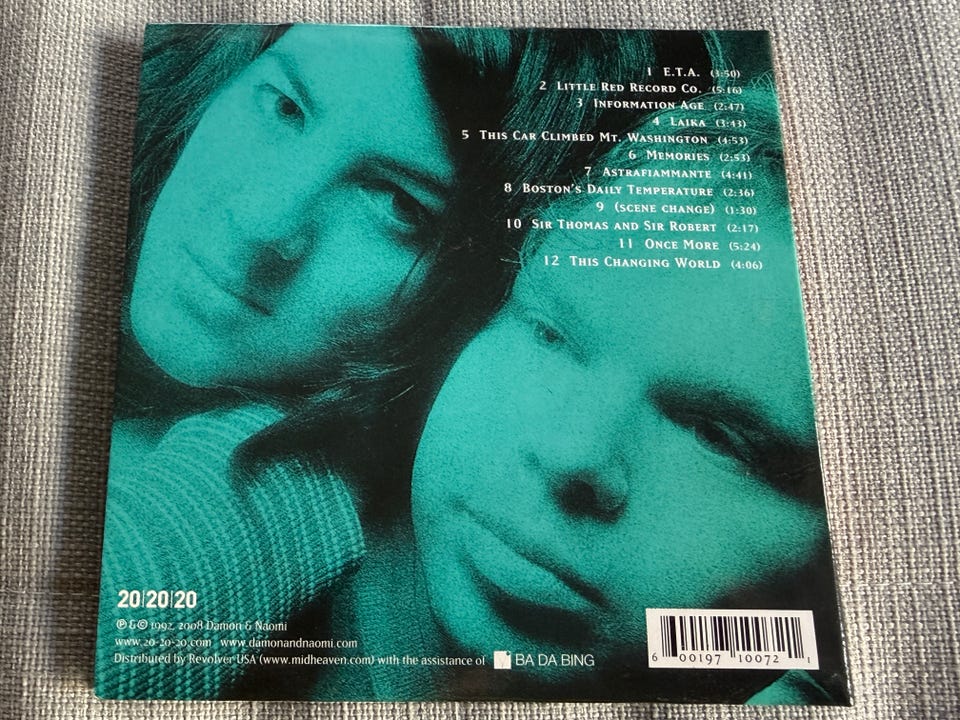 1 E.T.A. (3:50)
2 Little Red Record Co. (5:16)
3 Information Age (2:47)
4 Laika (3:43)
5 This Car Climbed Mt. Washington (4:53)
6 Memories (2:53)
7 Astrafiammante (4:41)
8 Boston's Daily Temperature (2:36)
9 (scene change) (1:30)
10 Sir Thomas and Sir Robert (2:17)
11 Once More (5:24)
12 This Changing World (4:06)
20|20|20
℗ & © 1992, 2008 Damon & Naomi
www.20-20-20.com www.damonandnaomi.com
Distributed by Revolver USA (www.midheaven.com) with the assistance of BA DA BING
6 00197 10072 1